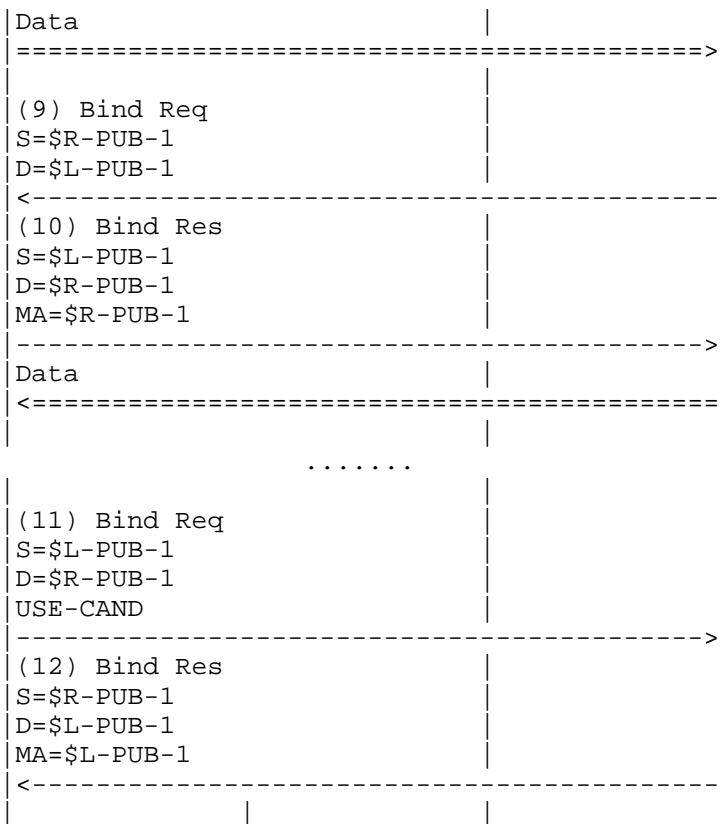 |Data                         |
|===========================================>
|                             |
|(9) Bind Req                 |
|S=$R-PUB-1                   |
|D=$L-PUB-1                   |
|<-------------------------------------------
|(10) Bind Res                |
|S=$L-PUB-1                   |
|D=$R-PUB-1                   |
|MA=$R-PUB-1                  |
|------------------------------------------->
|Data                         |
|<===========================================
|                             |
                  .......
|                             |
|(11) Bind Req                |
|S=$L-PUB-1                   |
|D=$R-PUB-1                   |
|USE-CAND                     |
|------------------------------------------->
|(12) Bind Res                |
|S=$R-PUB-1                   |
|D=$L-PUB-1                   |
|MA=$L-PUB-1                  |
|<-------------------------------------------
|              |              |